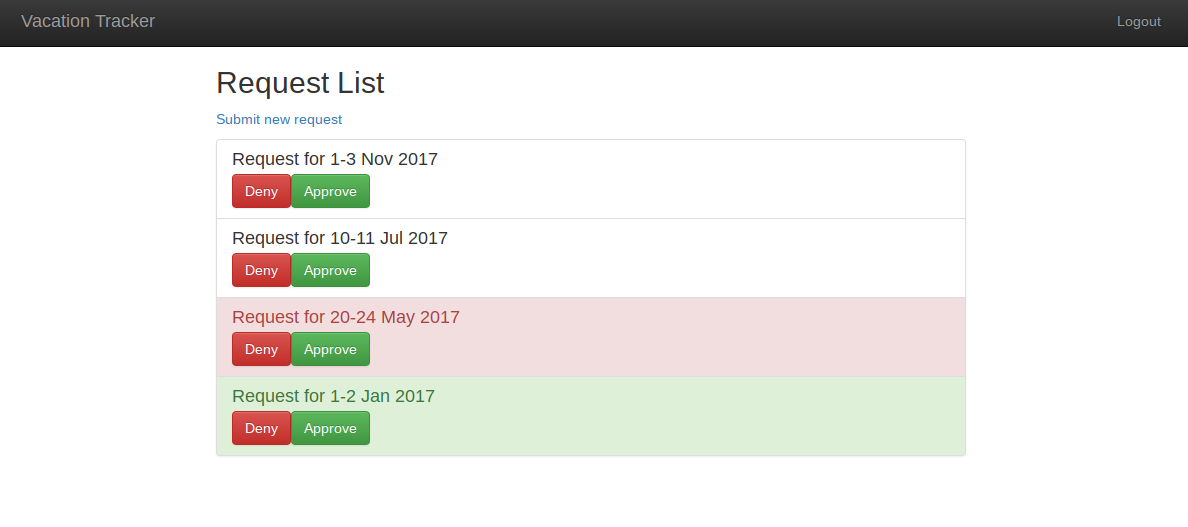 Vacation Tracker Logout
Request List
Submit new request
Request for 1-3 Nov 2017
Deny Approve
Request for 10-11 Jul 2017
Deny Approve
Request for 20-24 May 2017
Deny Approve
Request for 1-2 Jan 2017
Deny Approve